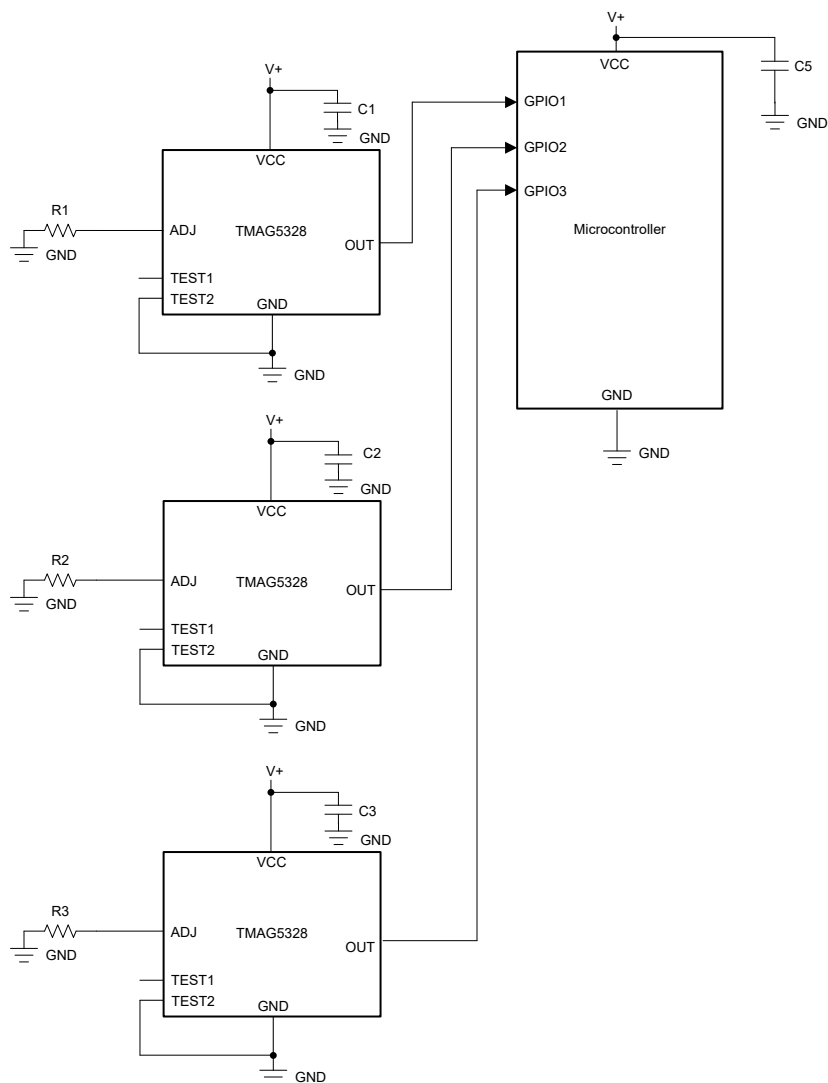 V+
VCC
C5
GND
GPIO1
GPIO2
GPIO3
Microcontroller
GND
GND
V+
C1
GND
VCC
R1
GND
ADJ
TMAG5328
OUT
TEST1
TEST2
GND
GND
V+
C2
GND
VCC
R2
GND
ADJ
TMAG5328
OUT
TEST1
TEST2
GND
GND
V+
C3
GND
VCC
R3
GND
ADJ
TMAG5328
OUT
TEST1
TEST2
GND
GND